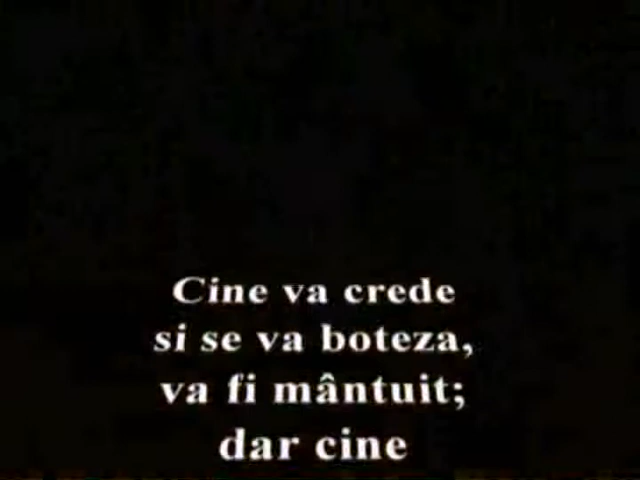 Cine va crede
si se va boteza,
va fi mântuit;
dar cine